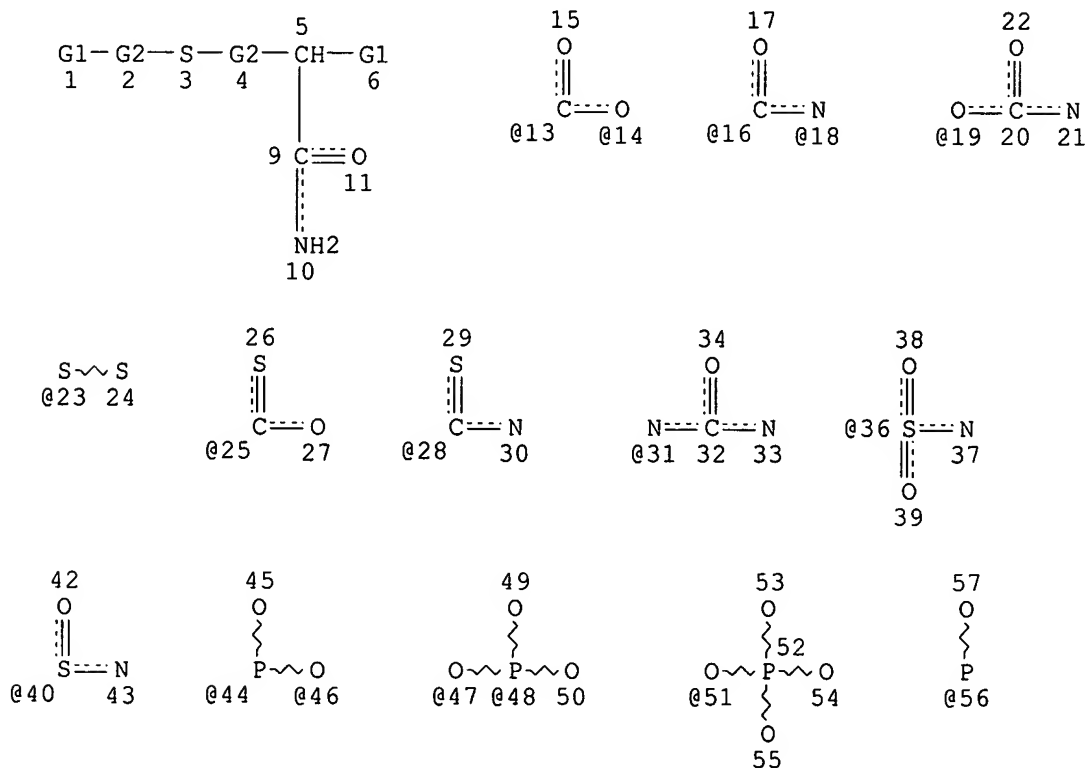 5 15 17 22
O O O
G1 G2 S G2 CH G1
1 2 3 4 6
C O C N O C N
@13 @14 @16 @18 @19 20 21
9 C O
11
NH2
10
26 29 34 38
S S O O
S S
@23 24
C O C N N C N @36 S N
@25 27 @28 30 @31 32 33 37
O
39
42 45 49 53 57
O O O O O
52
S N P O O P O O P O P
@40 43 @44 @46 @47 @48 50 @51 54 @56
O
55